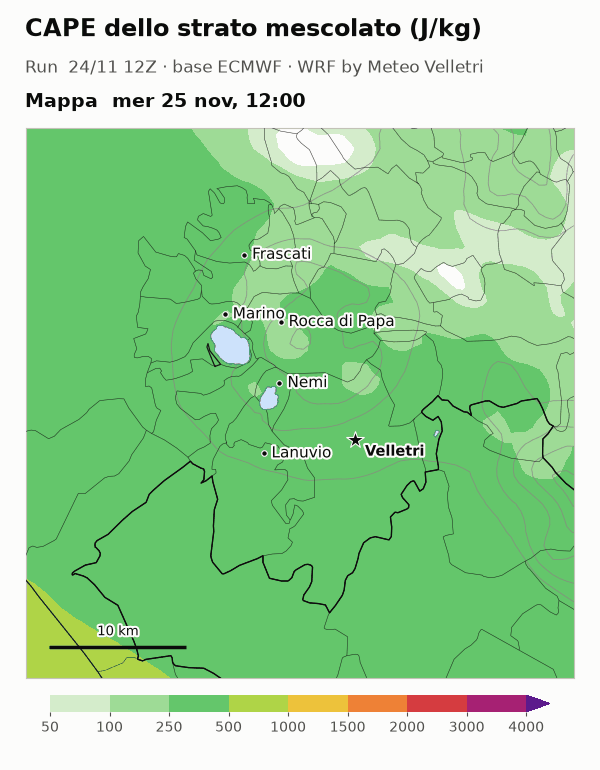 CAPE dello strato mescolato (J/kg)
Run  24/11 12Z · base ECMWF · WRF by Meteo Velletri
Mappa  mer 25 nov, 12:00
Frascati
Marino
Rocca di Papa
Nemi
Velletri
Lanuvio
10 km
50 100 250 500 1000 1500 2000 3000 4000